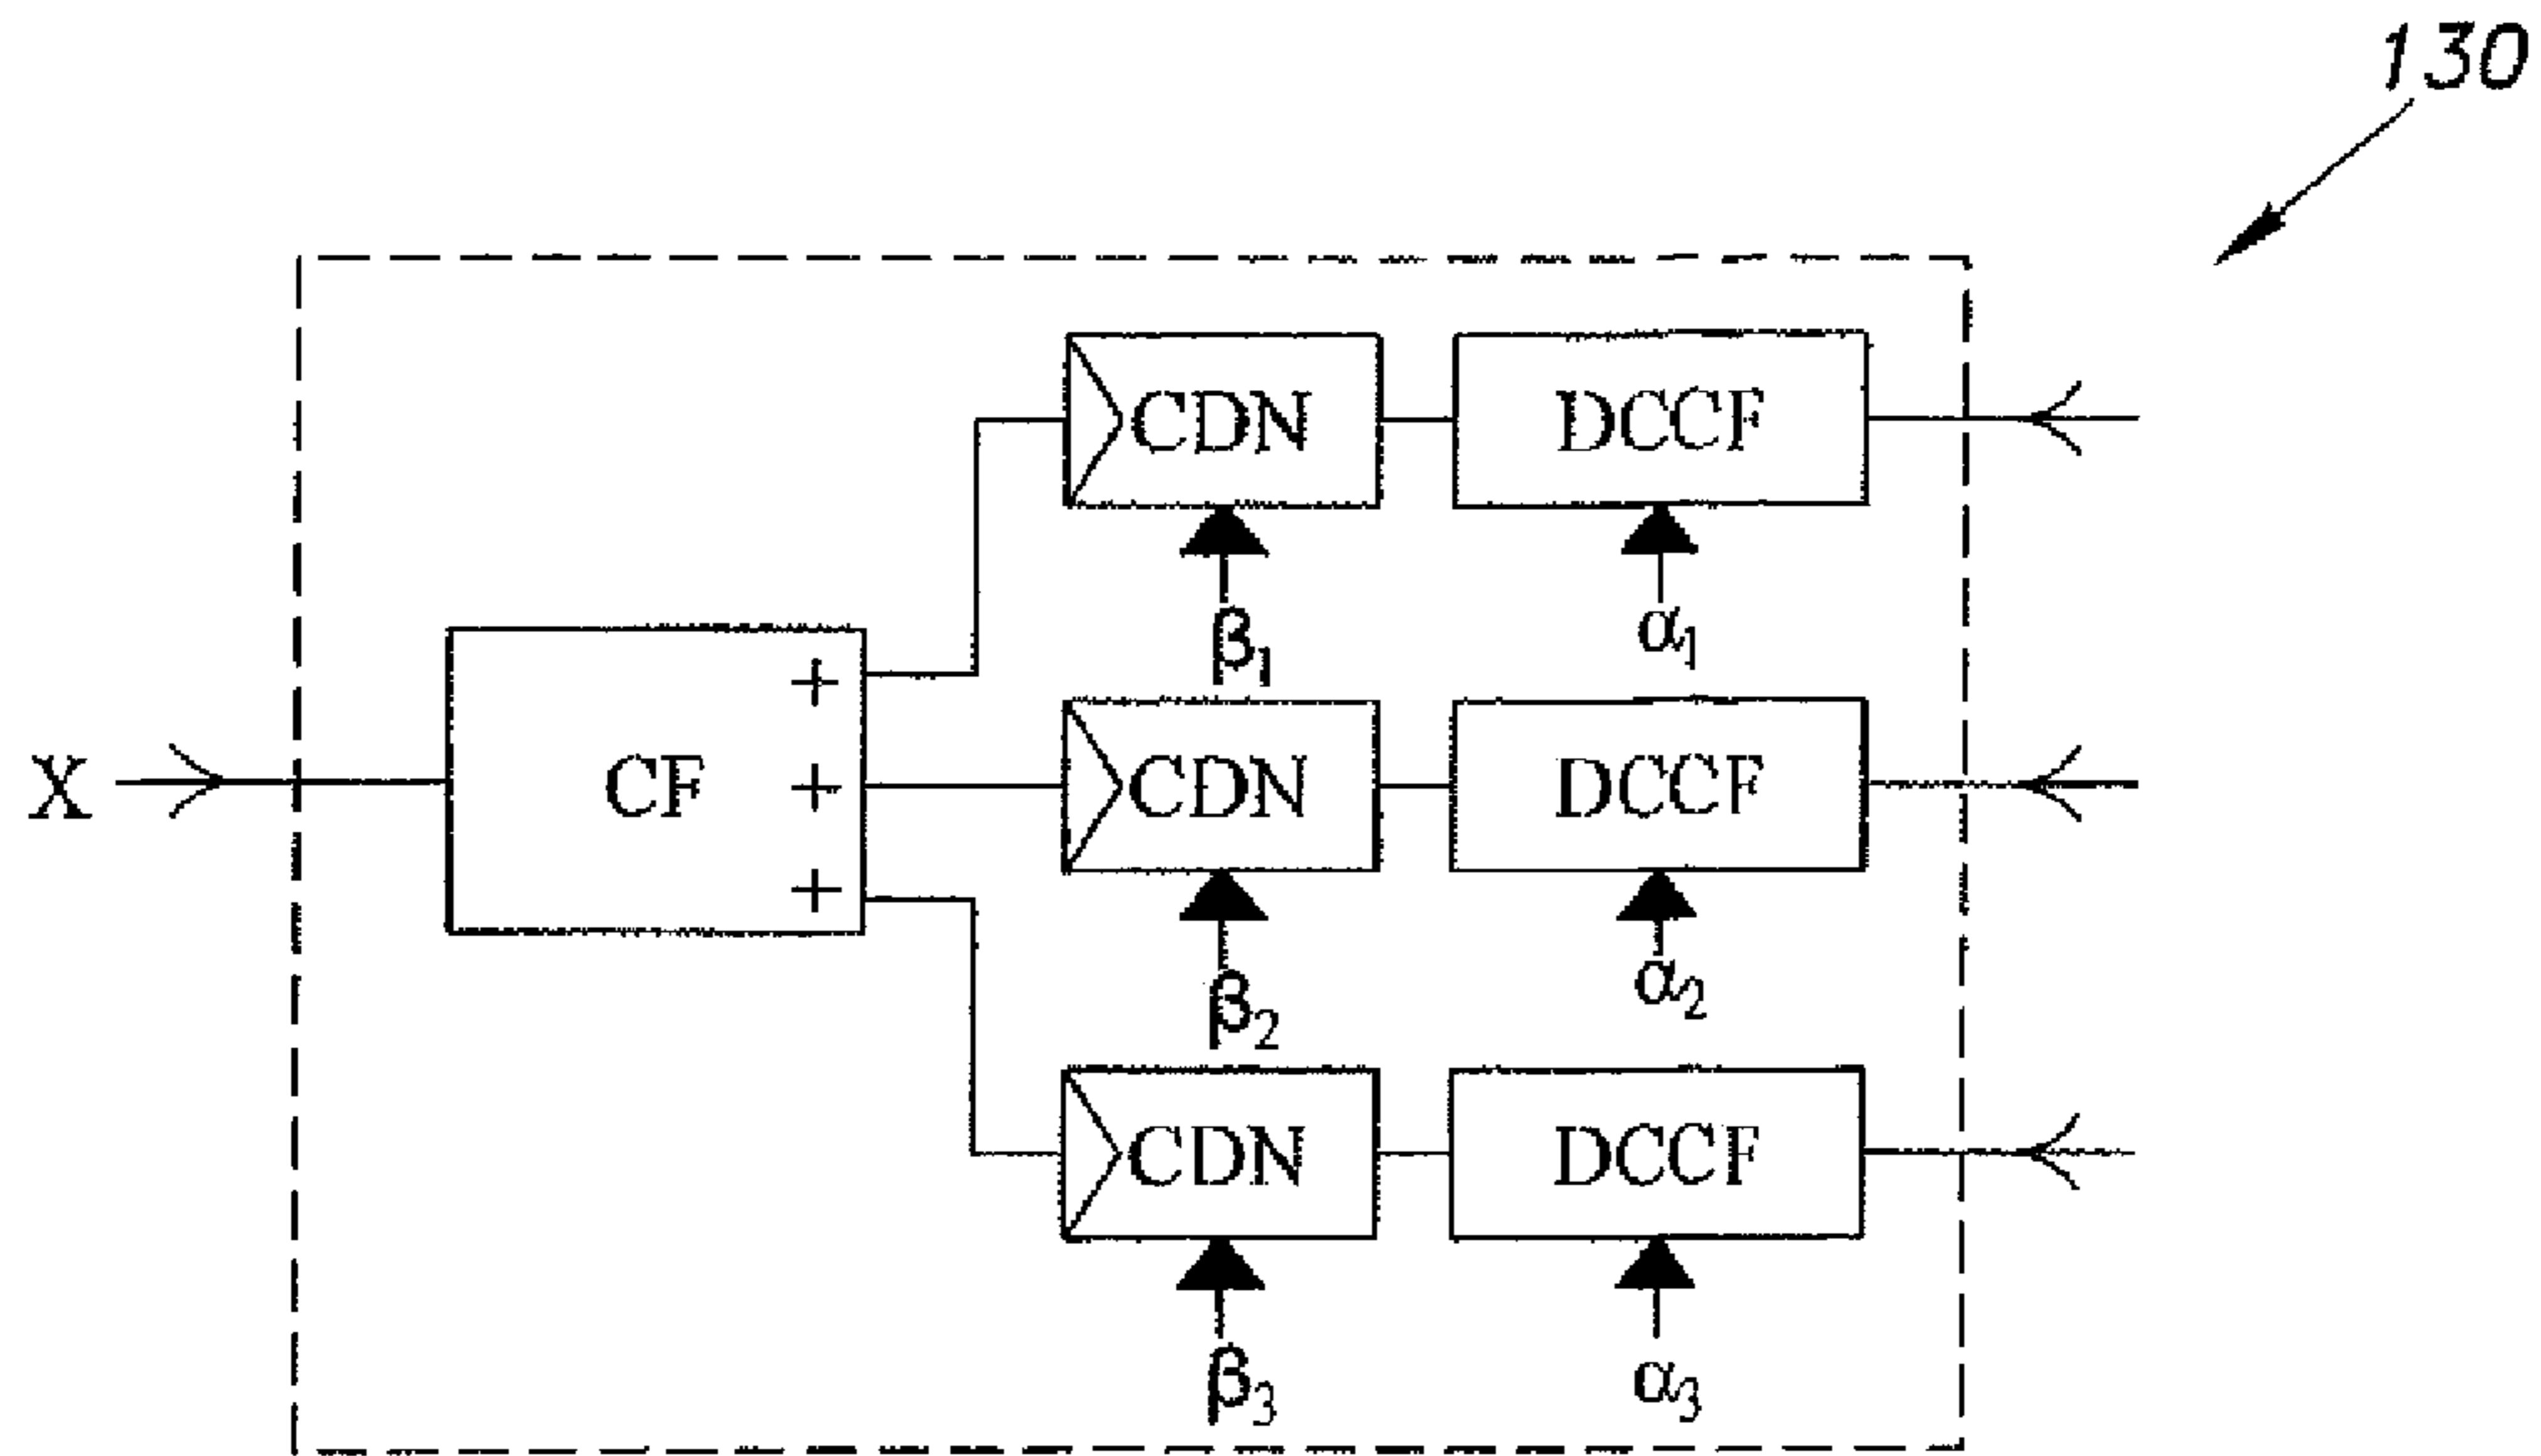 130
CDN DCCF
β1 α1
+
X CF + CDN DCCF
+
β2 α2
CDN DCCF
β3 α3